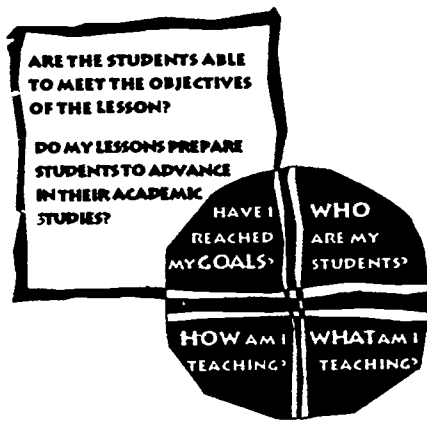 ARE THE STUDENTS ABLE
TO MEET THE OBJECTIVES
OF THE LESSON?
DO MY LESSONS PREPARE
STUDENTS TO ADVANCE
IN THEIR ACADEMIC
STUDIES?
HAVE I
REACHED
MY GOALS?
WHO
ARE MY
STUDENTS?
HOW AM I
TEACHING?
WHAT AM I
TEACHING?